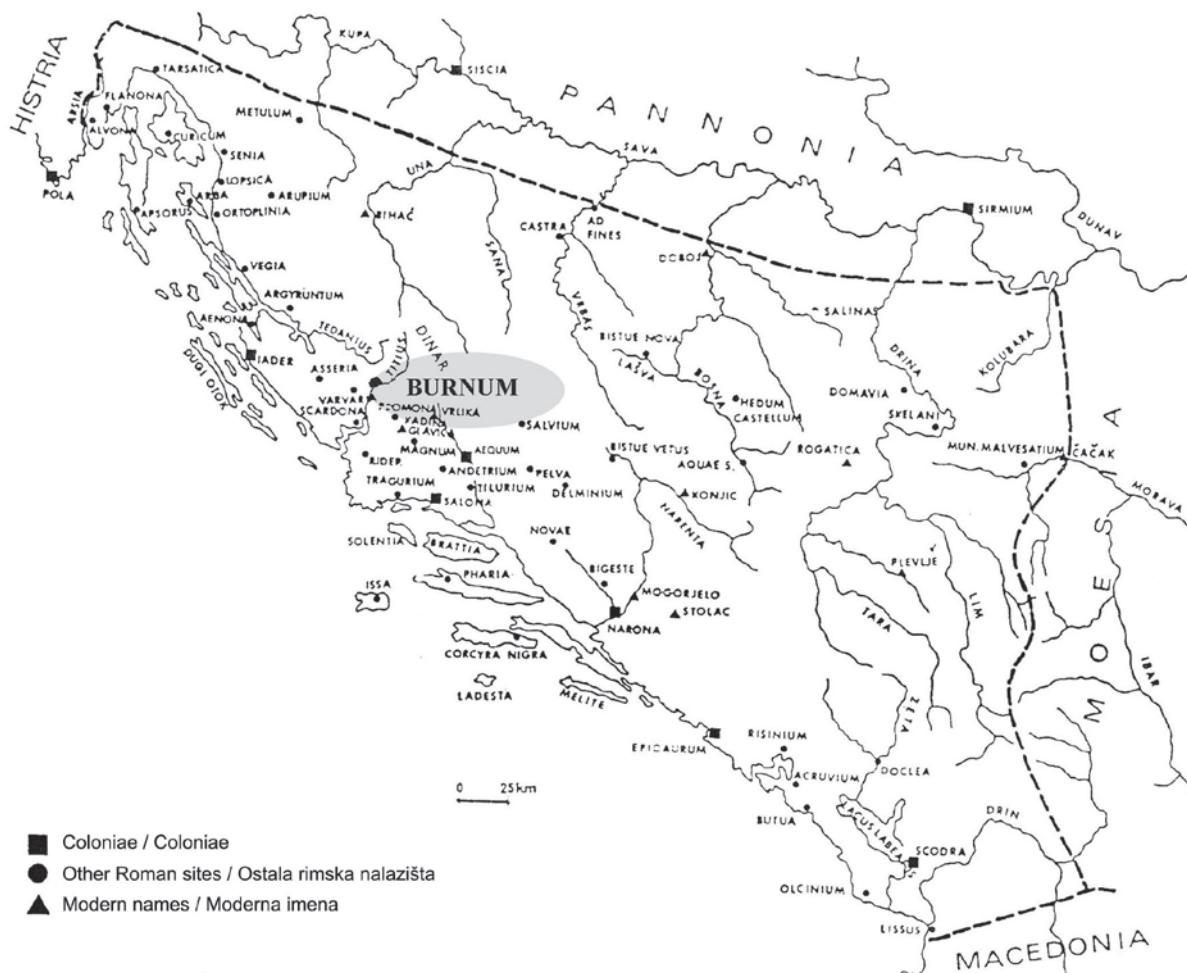 HISTRIA
ARSIA
TARSATICA
FLANONA
ALVONA
CURICUM
POLA
KUPA
SISCIA
METULUM
PANNONIA
SENIA
LOPSICA
ARBA
ARUPIUM
APSORUS
ORTOPLINIA
UNA
SAVA
BIHAĆ
SANA
CASTRA
AD
FINES
SIRMIUM
DUNAV
DOBOS
VEGIA
ARGYRUNTUM
AENONA
TEDANIUS
IADER
DUGI OTOK
ASSERIA
TITIUS
DINAR
BURNUM
VARVAR
SCARDONA
PROMONA
VRLIKA
KADINA
GLAVICA
MAGNUM
RIDER
AEQUUM
ANDETRIUM
TRAGURIUM
TILURIUM
SALONA
SALVIUM
PELVA
DELMINIUM
VRBAS
BISTUE NOVA
LAŠVA
BOSNA
SALINAS
DRINA
KOLUBARA
HEDUM
CASTELLUM
DOMAVIA
SKELANI
BISTUE VETUS
AQUAE S.
ROGATICA
MUN. MALVESATIUM
ČAČAK
MORAVA
KONJIC
NARENTA
SOLENTIA
BRATTIA
NOVAE
ISSA
PHARIA
BIGESTE
MOGORJELO
STOLAC
NARONA
CORCYRA NIGRA
LADESTA
MELITE
PLEVLJE
TARA
LIM
MOESIA
IBAR
ZETA
EPIDAURUM
RISINIUM
ACRUVIUM
DOCLEA
BUTUA
LACUS LABEATIS
DRIN
SCODRA
OLCINIUM
LISSUS
MACEDONIA
0 25 km
Coloniae / Coloniae
Other Roman sites / Ostala rimska nalazišta
Modern names / Moderna imena